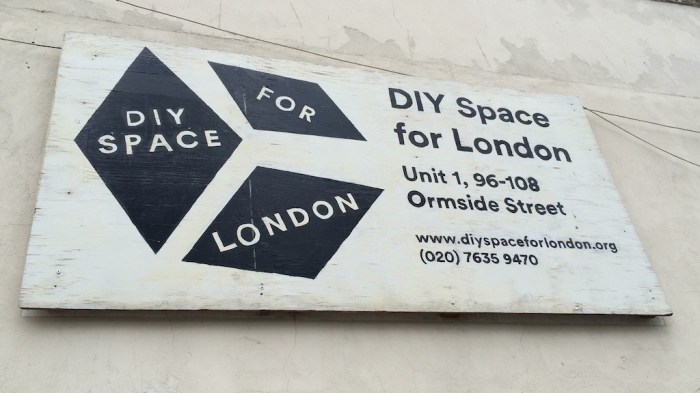 DIY
SPACE
FOR
LONDON
DIY Space
for London
Unit 1, 96-108
Ormside Street
www.diyspaceforlondon.org
(020) 7635 9470